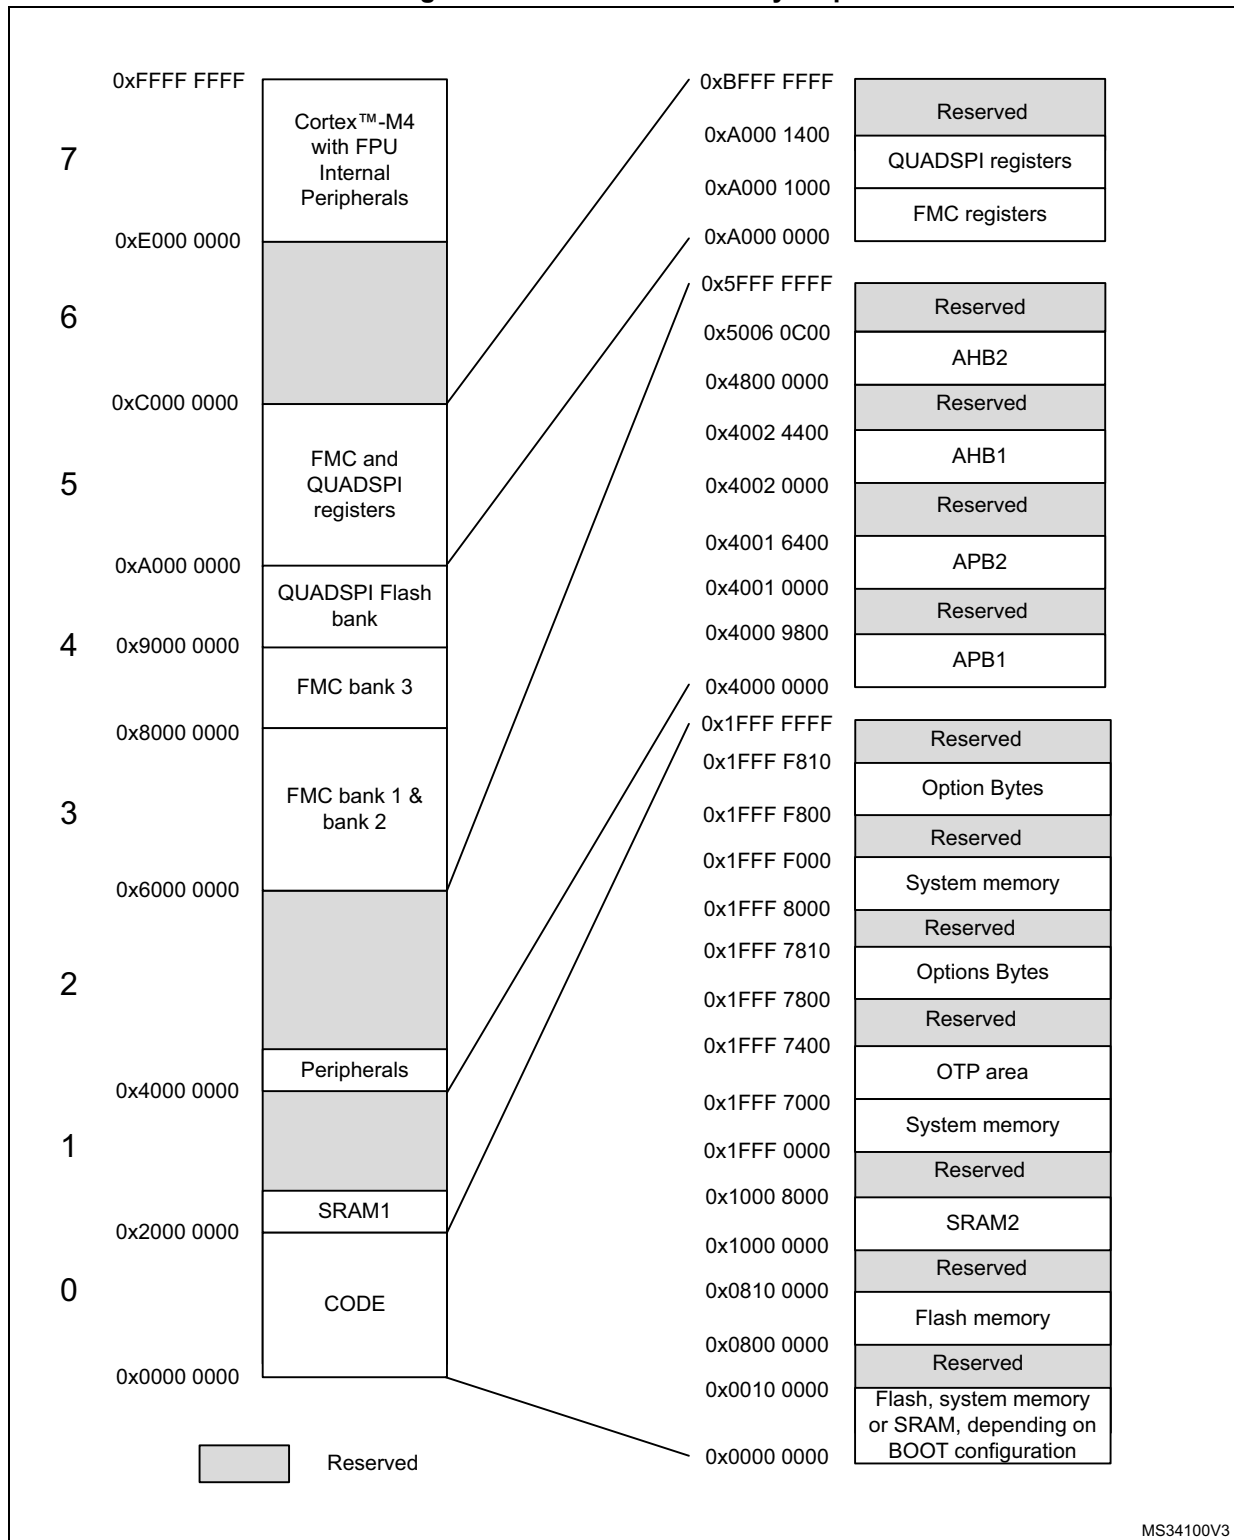 0xFFFF FFFF
7
Cortex™-M4
with FPU
Internal
Peripherals
0xE000 0000
6
0xC000 0000
5
FMC and
QUADSPI
registers
0xA000 0000
QUADSPI Flash
bank
4
0x9000 0000
FMC bank 3
0x8000 0000
3
FMC bank 1 &
bank 2
0x6000 0000
2
Peripherals
0x4000 0000
1
SRAM1
0x2000 0000
0
CODE
0x0000 0000
Reserved
0xBFFF FFFF
Reserved
0xA000 1400
QUADSPI registers
0xA000 1000
FMC registers
0xA000 0000
0x5FFF FFFF
Reserved
0x5006 0C00
AHB2
0x4800 0000
Reserved
0x4002 4400
AHB1
0x4002 0000
Reserved
0x4001 6400
APB2
0x4001 0000
Reserved
0x4000 9800
APB1
0x4000 0000
0x1FFF FFFF
Reserved
0x1FFF F810
Option Bytes
0x1FFF F800
Reserved
0x1FFF F000
System memory
0x1FFF 8000
Reserved
0x1FFF 7810
Options Bytes
0x1FFF 7800
Reserved
0x1FFF 7400
OTP area
0x1FFF 7000
System memory
0x1FFF 0000
Reserved
0x1000 8000
SRAM2
0x1000 0000
Reserved
0x0810 0000
Flash memory
0x0800 0000
Reserved
0x0010 0000
Flash, system memory
or SRAM, depending on
BOOT configuration
0x0000 0000
MS34100V3